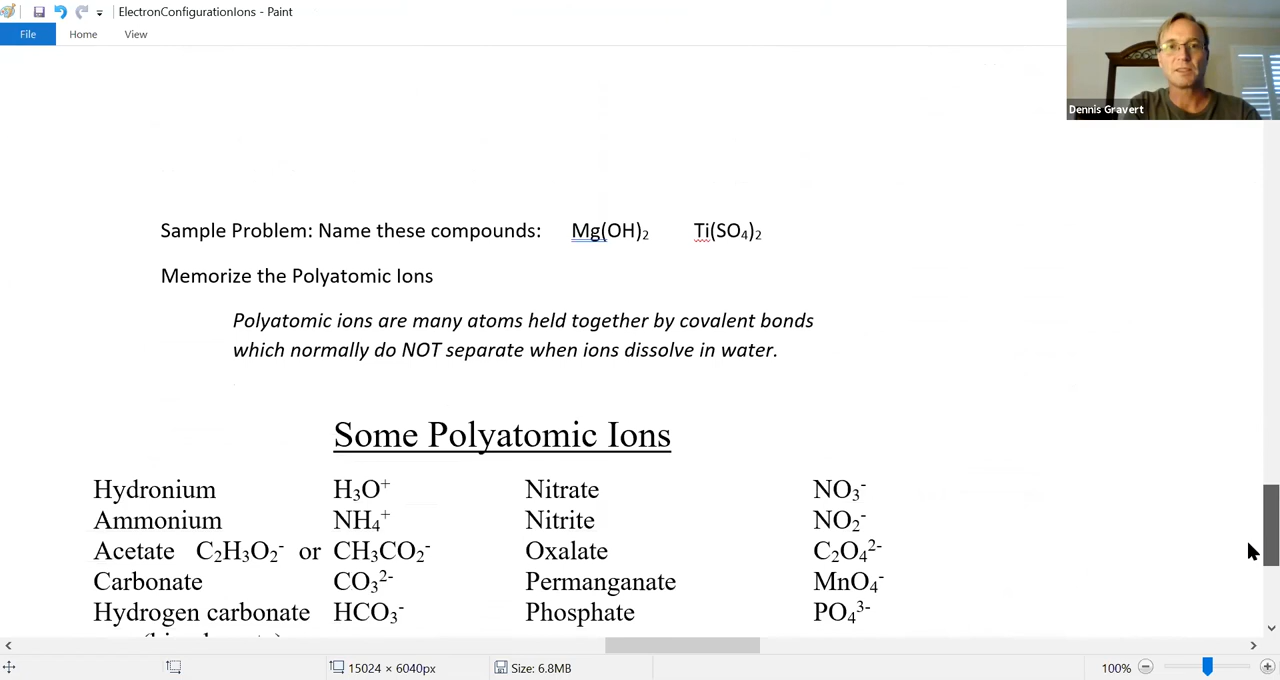 ElectronConfigurationIons - Paint
File Home View
Dennis Gravert
Sample Problem: Name these compounds: Mg(OH)₂ Ti(SO₄)₂
Memorize the Polyatomic Ions
Polyatomic ions are many atoms held together by covalent bonds
which normally do NOT separate when ions dissolve in water.
Some Polyatomic Ions
Hydronium H₃O⁺ Nitrate NO₃⁻
Ammonium NH₄⁺ Nitrite NO₂⁻
Acetate C₂H₃O₂⁻ or CH₃CO₂⁻ Oxalate C₂O₄²⁻
Carbonate CO₃²⁻ Permanganate MnO₄⁻
Hydrogen carbonate HCO₃⁻ Phosphate PO₄³⁻
15024 × 6040px Size: 6.8MB 100%